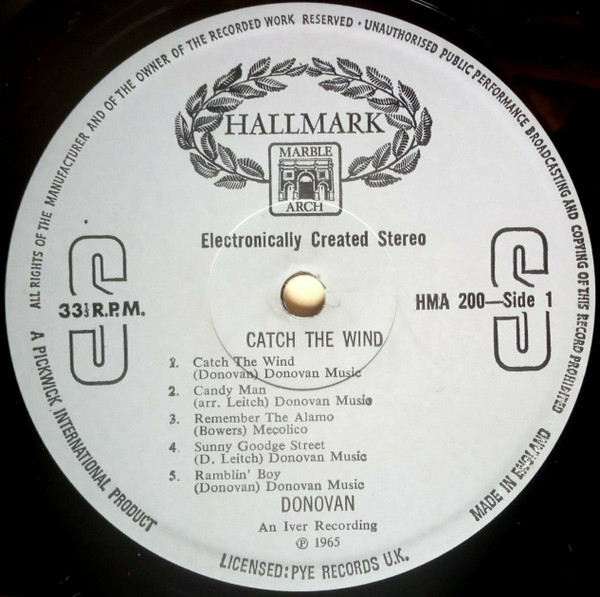 ALL RIGHTS OF THE MANUFACTURER AND OF THE OWNER OF THE RECORDED WORK RESERVED · UNAUTHORISED PUBLIC PERFORMANCE BROADCASTING AND COPYING OF THIS RECORD PROHIBITED
HALLMARK
MARBLE
ARCH
Electronically Created Stereo
33⅓ R.P.M.
HMA 200—Side 1
CATCH THE WIND
1. Catch The Wind
(Donovan) Donovan Music
2. Candy Man
(arr. Leitch) Donovan Music
3. Remember The Alamo
(Bowers) Mecolico
4. Sunny Goodge Street
(D. Leitch) Donovan Music
5. Ramblin' Boy
(Donovan) Donovan Music
DONOVAN
An Iver Recording
℗ 1965
A PICKWICK INTERNATIONAL PRODUCT
LICENSED: PYE RECORDS U.K.
MADE IN ENGLAND